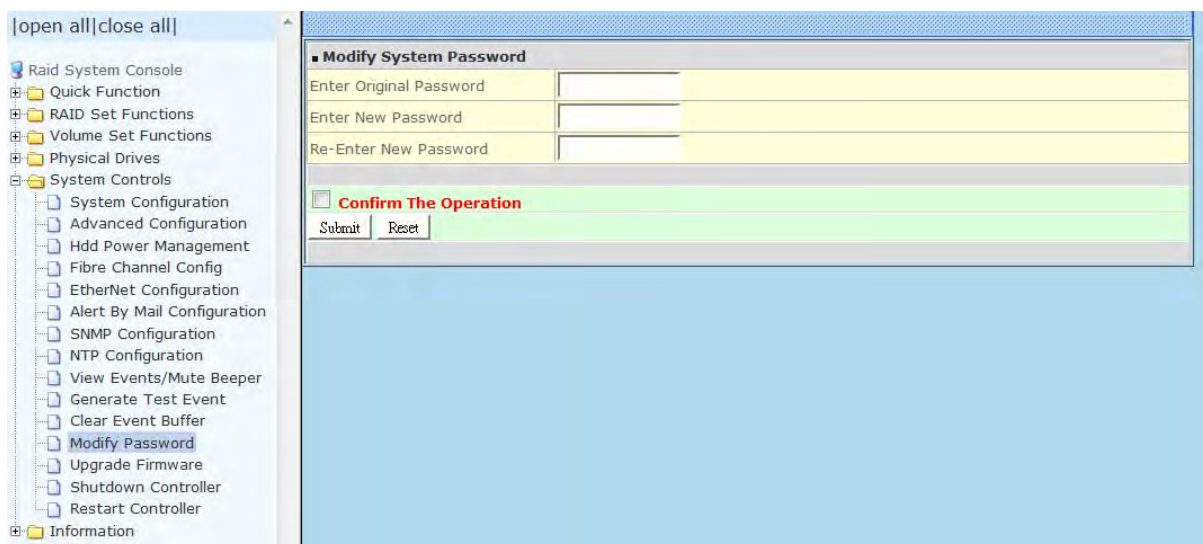 |open all|close all|
Raid System Console
Quick Function
RAID Set Functions
Volume Set Functions
Physical Drives
System Controls
System Configuration
Advanced Configuration
Hdd Power Management
Fibre Channel Config
EtherNet Configuration
Alert By Mail Configuration
SNMP Configuration
NTP Configuration
View Events/Mute Beeper
Generate Test Event
Clear Event Buffer
Modify Password
Upgrade Firmware
Shutdown Controller
Restart Controller
Information
Modify System Password
Enter Original Password
Enter New Password
Re-Enter New Password
Confirm The Operation
Submit Reset